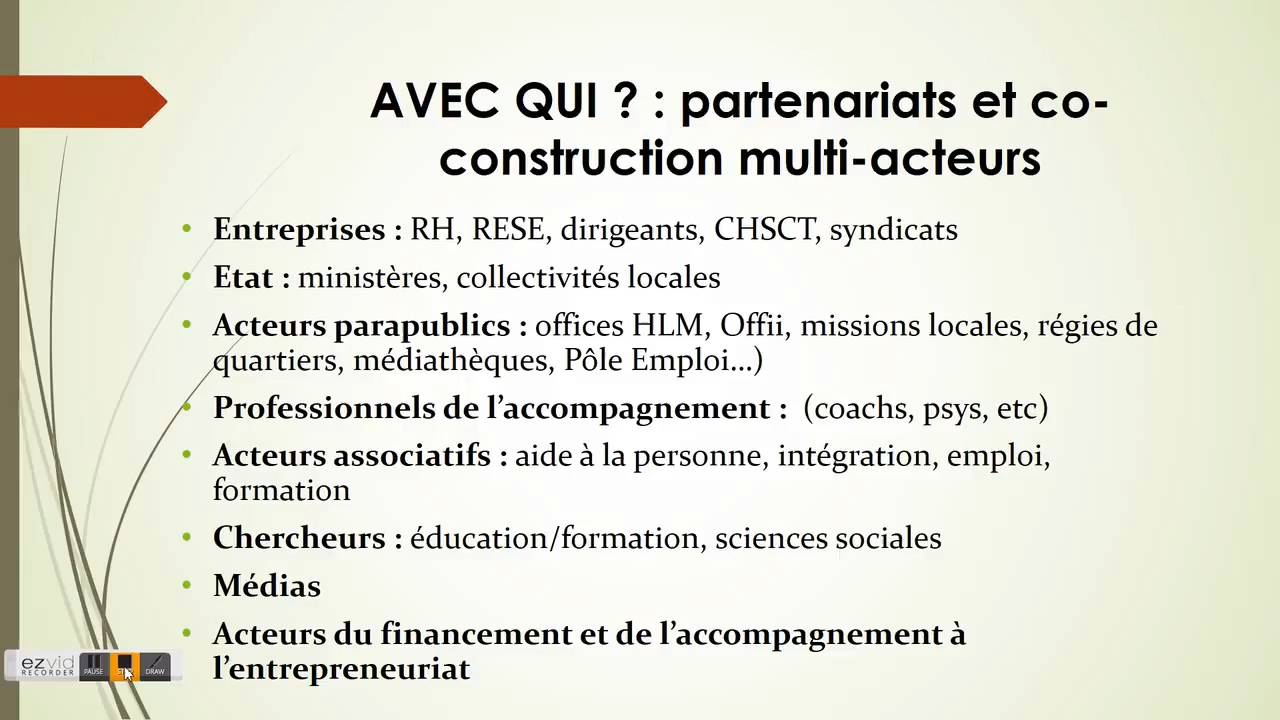 AVEC QUI ? : partenariats et co-
construction multi-acteurs
• Entreprises : RH, RESE, dirigeants, CHSCT, syndicats
• Etat : ministères, collectivités locales
• Acteurs parapublics : offices HLM, Offii, missions locales, régies de
quartiers, médiathèques, Pôle Emploi...)
• Professionnels de l’accompagnement : (coachs, psys, etc)
• Acteurs associatifs : aide à la personne, intégration, emploi,
formation
• Chercheurs : éducation/formation, sciences sociales
• Médias
• Acteurs du financement et de l’accompagnement à
l’entrepreneuriat
ezvid
RECORDER
PAUSE
DRAW